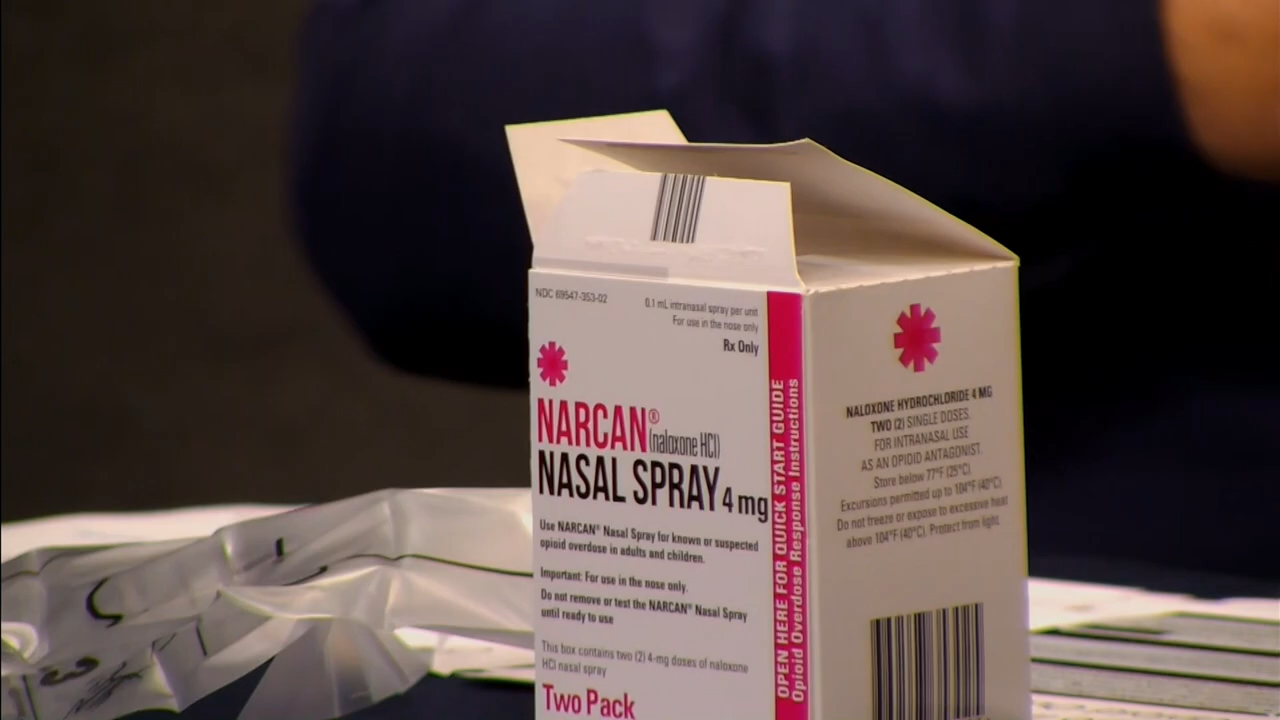 NDC 69547-353-02
0.1 mL intranasal spray per unit
For use in the nose only
Rx Only
NARCAN®
(naloxone HCl)
NASAL SPRAY 4 mg
Use NARCAN® Nasal Spray for known or suspected
opioid overdose in adults and children.
Important: For use in the nose only.
Do not remove or test the NARCAN® Nasal Spray
until ready to use
This box contains two (2) 4-mg doses of naloxone
HCl nasal spray
Two Pack
OPEN HERE FOR QUICK START GUIDE
Opioid Overdose Response Instructions
NALOXONE HYDROCHLORIDE 4 MG
TWO (2) SINGLE DOSES.
FOR INTRANASAL USE
AS AN OPIOID ANTAGONIST.
Store below 77°F (25°C).
Excursions permitted up to 104°F (40°C)
Do not freeze or expose to excessive heat
above 104°F (40°C). Protect from light.